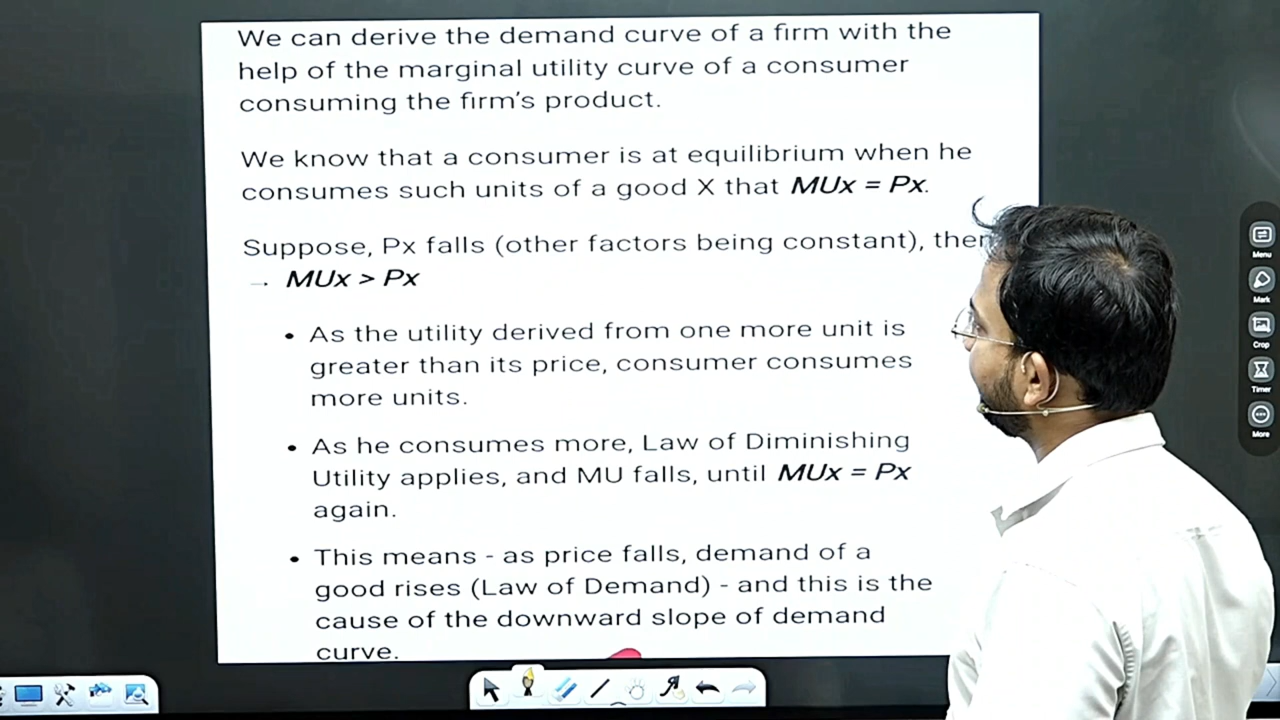 We can derive the demand curve of a firm with the
help of the marginal utility curve of a consumer
consuming the firm's product.
We know that a consumer is at equilibrium when he
consumes such units of a good X that MUx = Px.
Suppose, Px falls (other factors being constant), then
→ MUx > Px
• As the utility derived from one more unit is
greater than its price, consumer consumes
more units.
• As he consumes more, Law of Diminishing
Utility applies, and MU falls, until MUx = Px
again.
• This means - as price falls, demand of a
good rises (Law of Demand) - and this is the
cause of the downward slope of demand
curve.
Menu
Mark
Crop
Timer
More